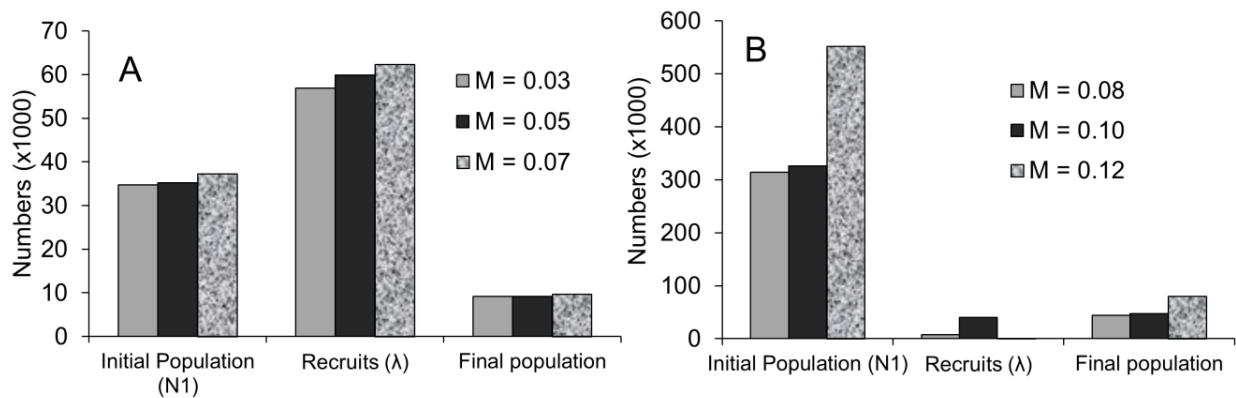 A
Numbers (x1000)
70
60
50
40
30
20
10
0
M = 0.03
M = 0.05
M = 0.07
Initial Population
(N1)
Recruits (λ)
Final population
B
Numbers (x1000)
600
500
400
300
200
100
0
M = 0.08
M = 0.10
M = 0.12
Initial Population (N1)
Recruits (λ)
Final population